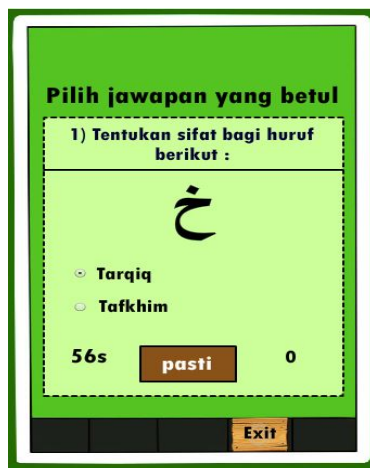 Pilih jawapan yang betul
1) Tentukan sifat bagi huruf
berikut :
خ
Tarqiq
Tafkhim
56s
pasti
0
Exit